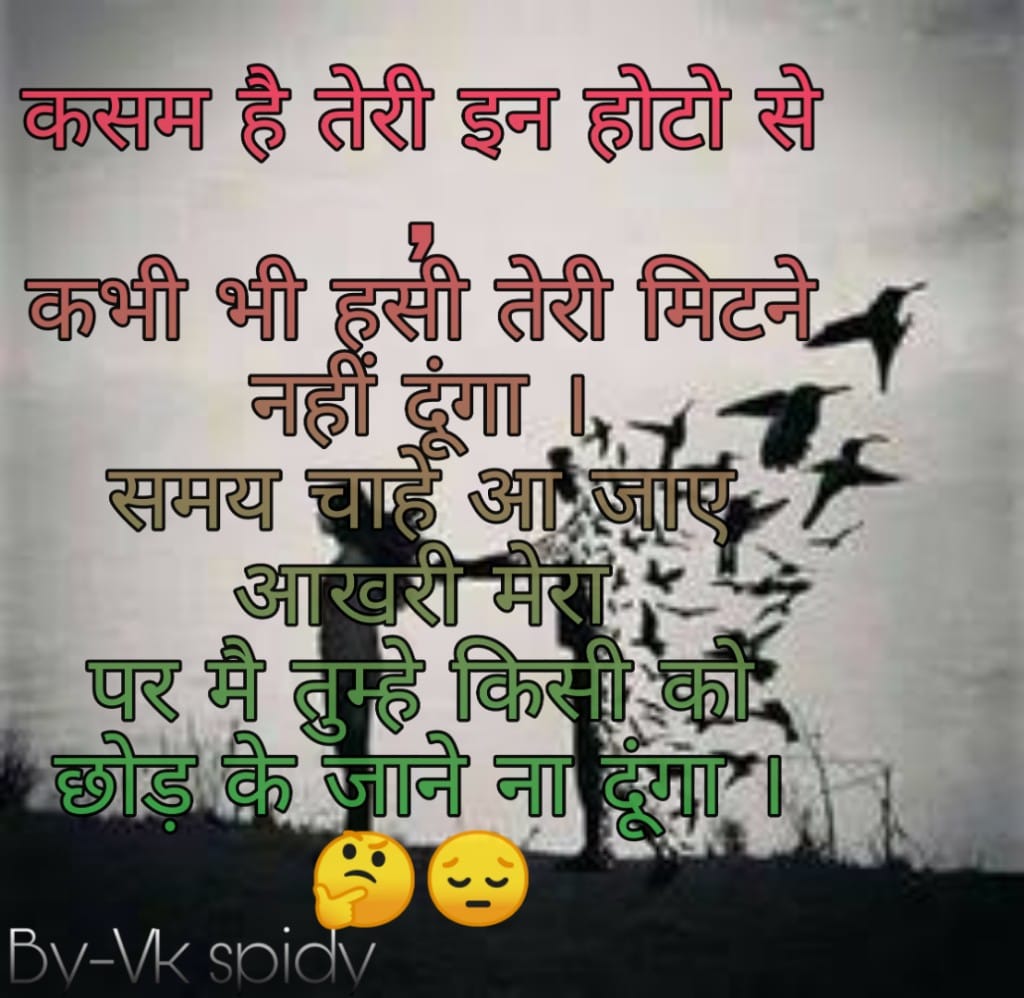 कसम है तेरी इन होटो से
,
कभी भी हसी तेरी मिटने
नहीं दूंगा ।
समय चाहे आ जाए
आखरी मेरा
पर मै तुम्हे किसी को
छोड़ के जाने ना दूंगा ।
🤔😔
By-Vk spidy